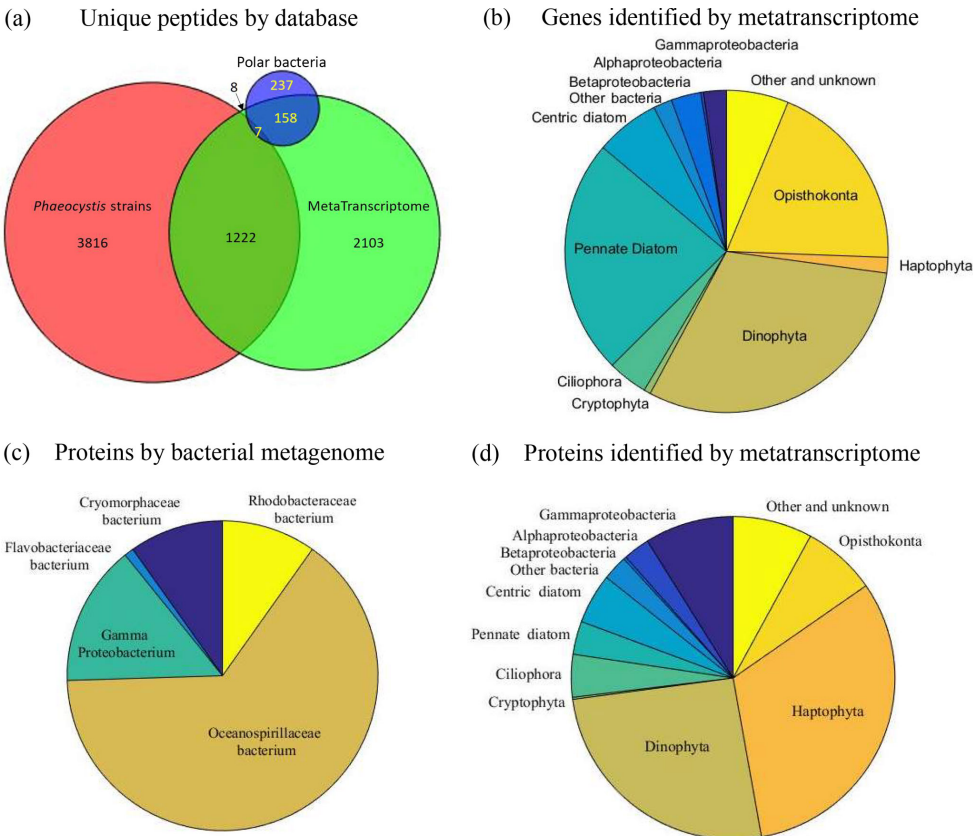 (a) Unique peptides by database
Polar bacteria
8
237
158
7
Phaeocystis strains
3816
1222
MetaTranscriptome
2103
(b) Genes identified by metatranscriptome
Gammaproteobacteria
Alphaproteobacteria
Betaproteobacteria
Other bacteria
Other and unknown
Centric diatom
Opisthokonta
Pennate Diatom
Haptophyta
Dinophyta
Ciliophora
Cryptophyta
(c) Proteins by bacterial metagenome
Cryomorphaceae
bacterium
Rhodobacteraceae
bacterium
Flavobacteriaceae
bacterium
Gamma
Proteobacterium
Oceanospirillaceae
bacterium
(d) Proteins identified by metatranscriptome
Gammaproteobacteria
Other and unknown
Alphaproteobacteria
Betaproteobacteria
Other bacteria
Opisthokonta
Centric diatom
Pennate diatom
Ciliophora
Cryptophyta
Haptophyta
Dinophyta